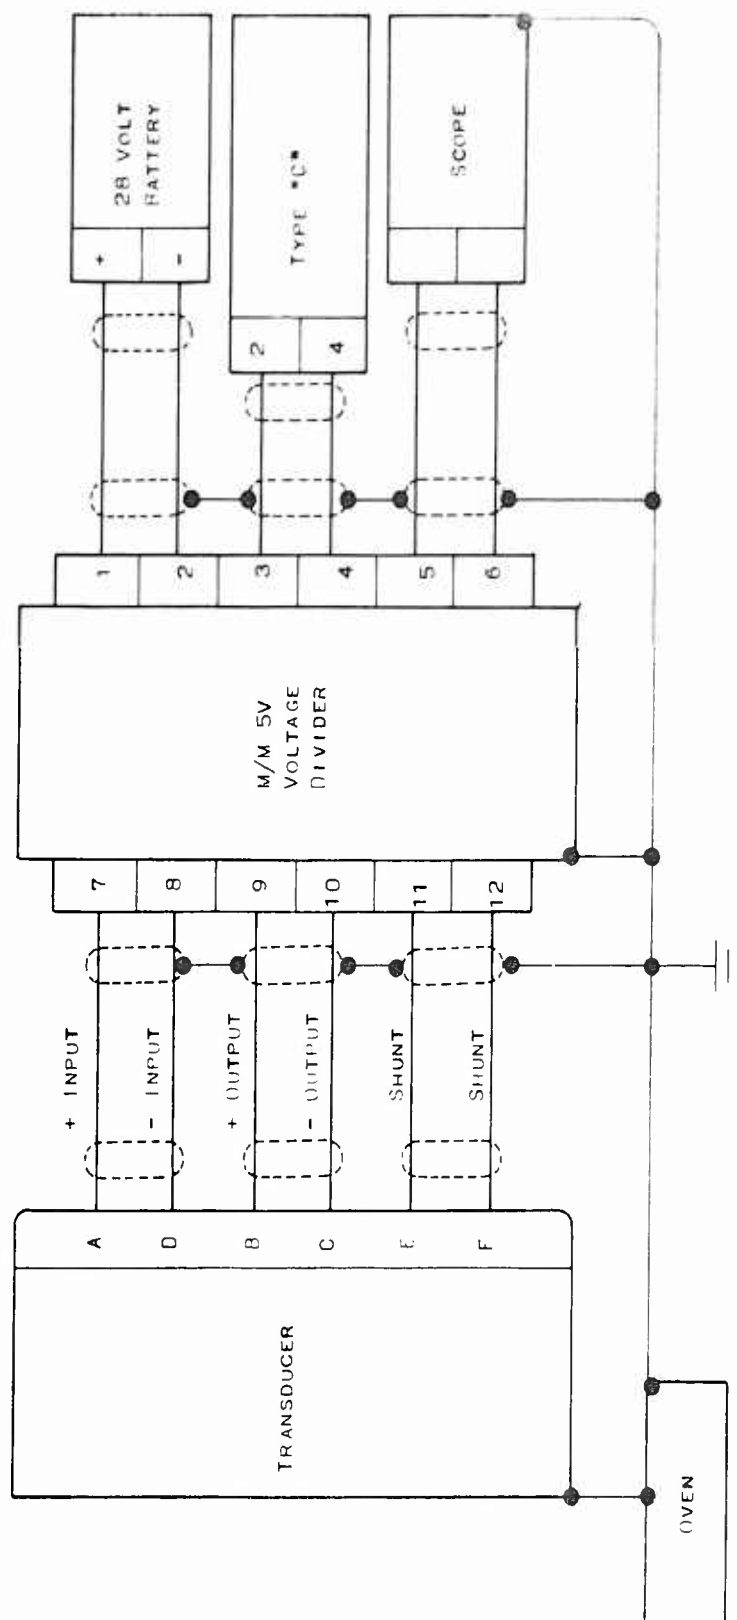 28 VOLT
BATTERY
+
-
TYPE "C"
2
4
SCOPE
1
2
3
4
5
6
M/M 5V
VOLTAGE
DIVIDER
7
8
9
10
11
12
+ INPUT
- INPUT
+ OUTPUT
- OUTPUT
SHUNT
SHUNT
A
D
B
C
E
F
TRANSDUCER
OVEN